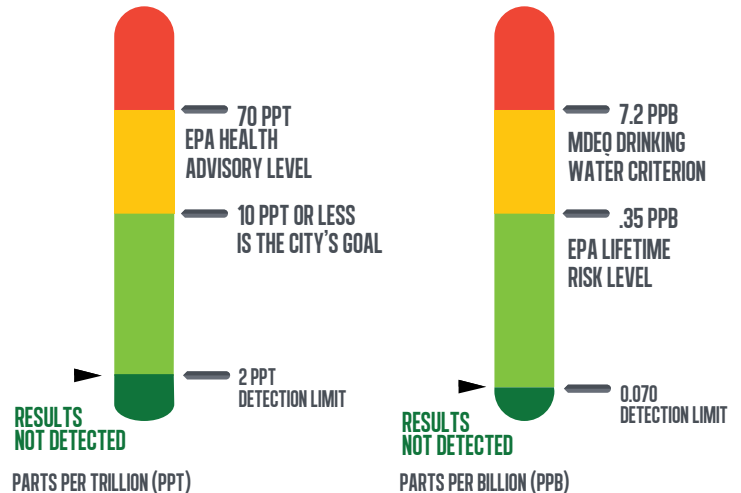 70 PPT
EPA HEALTH
ADVISORY LEVEL
10 PPT OR LESS
IS THE CITY'S GOAL
2 PPT
DETECTION LIMIT
RESULTS
NOT DETECTED
PARTS PER TRILLION (PPT)
7.2 PPB
MDEQ DRINKING
WATER CRITERION
.35 PPB
EPA LIFETIME
RISK LEVEL
0.070
DETECTION LIMIT
RESULTS
NOT DETECTED
PARTS PER BILLION (PPB)